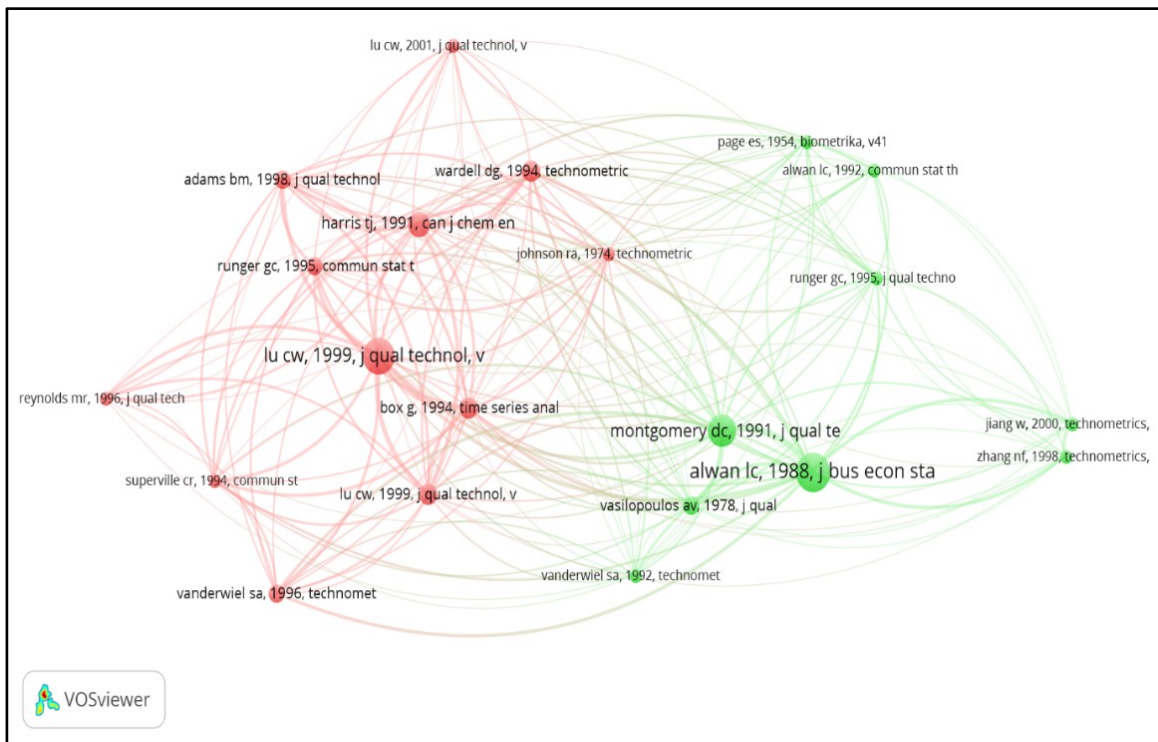 lu cw, 2001, j qual technol, v
page es, 1954, biometrika, v41
wardell dg, 1994, technometric
alwan lc, 1992, commun stat th
adams bm, 1998, j qual technol
harris tj, 1991, can j chem en
johnson ra, 1974, technometric
runger gc, 1995, commun stat t
runger gc, 1995, j qual techno
lu cw, 1999, j qual technol, v
reynolds mr, 1996, j qual tech
box g, 1994, time series anal
jiang w, 2000, technometrics,
montgomery dc, 1991, j qual te
zhang nf, 1998, technometrics,
alwan lc, 1988, j bus econ sta
superville cr, 1994, commun st
lu cw, 1999, j qual technol, v
vasilopoulos av, 1978, j qual
vanderwiel sa, 1992, technomet
vanderwiel sa, 1996, technomet
VOSviewer